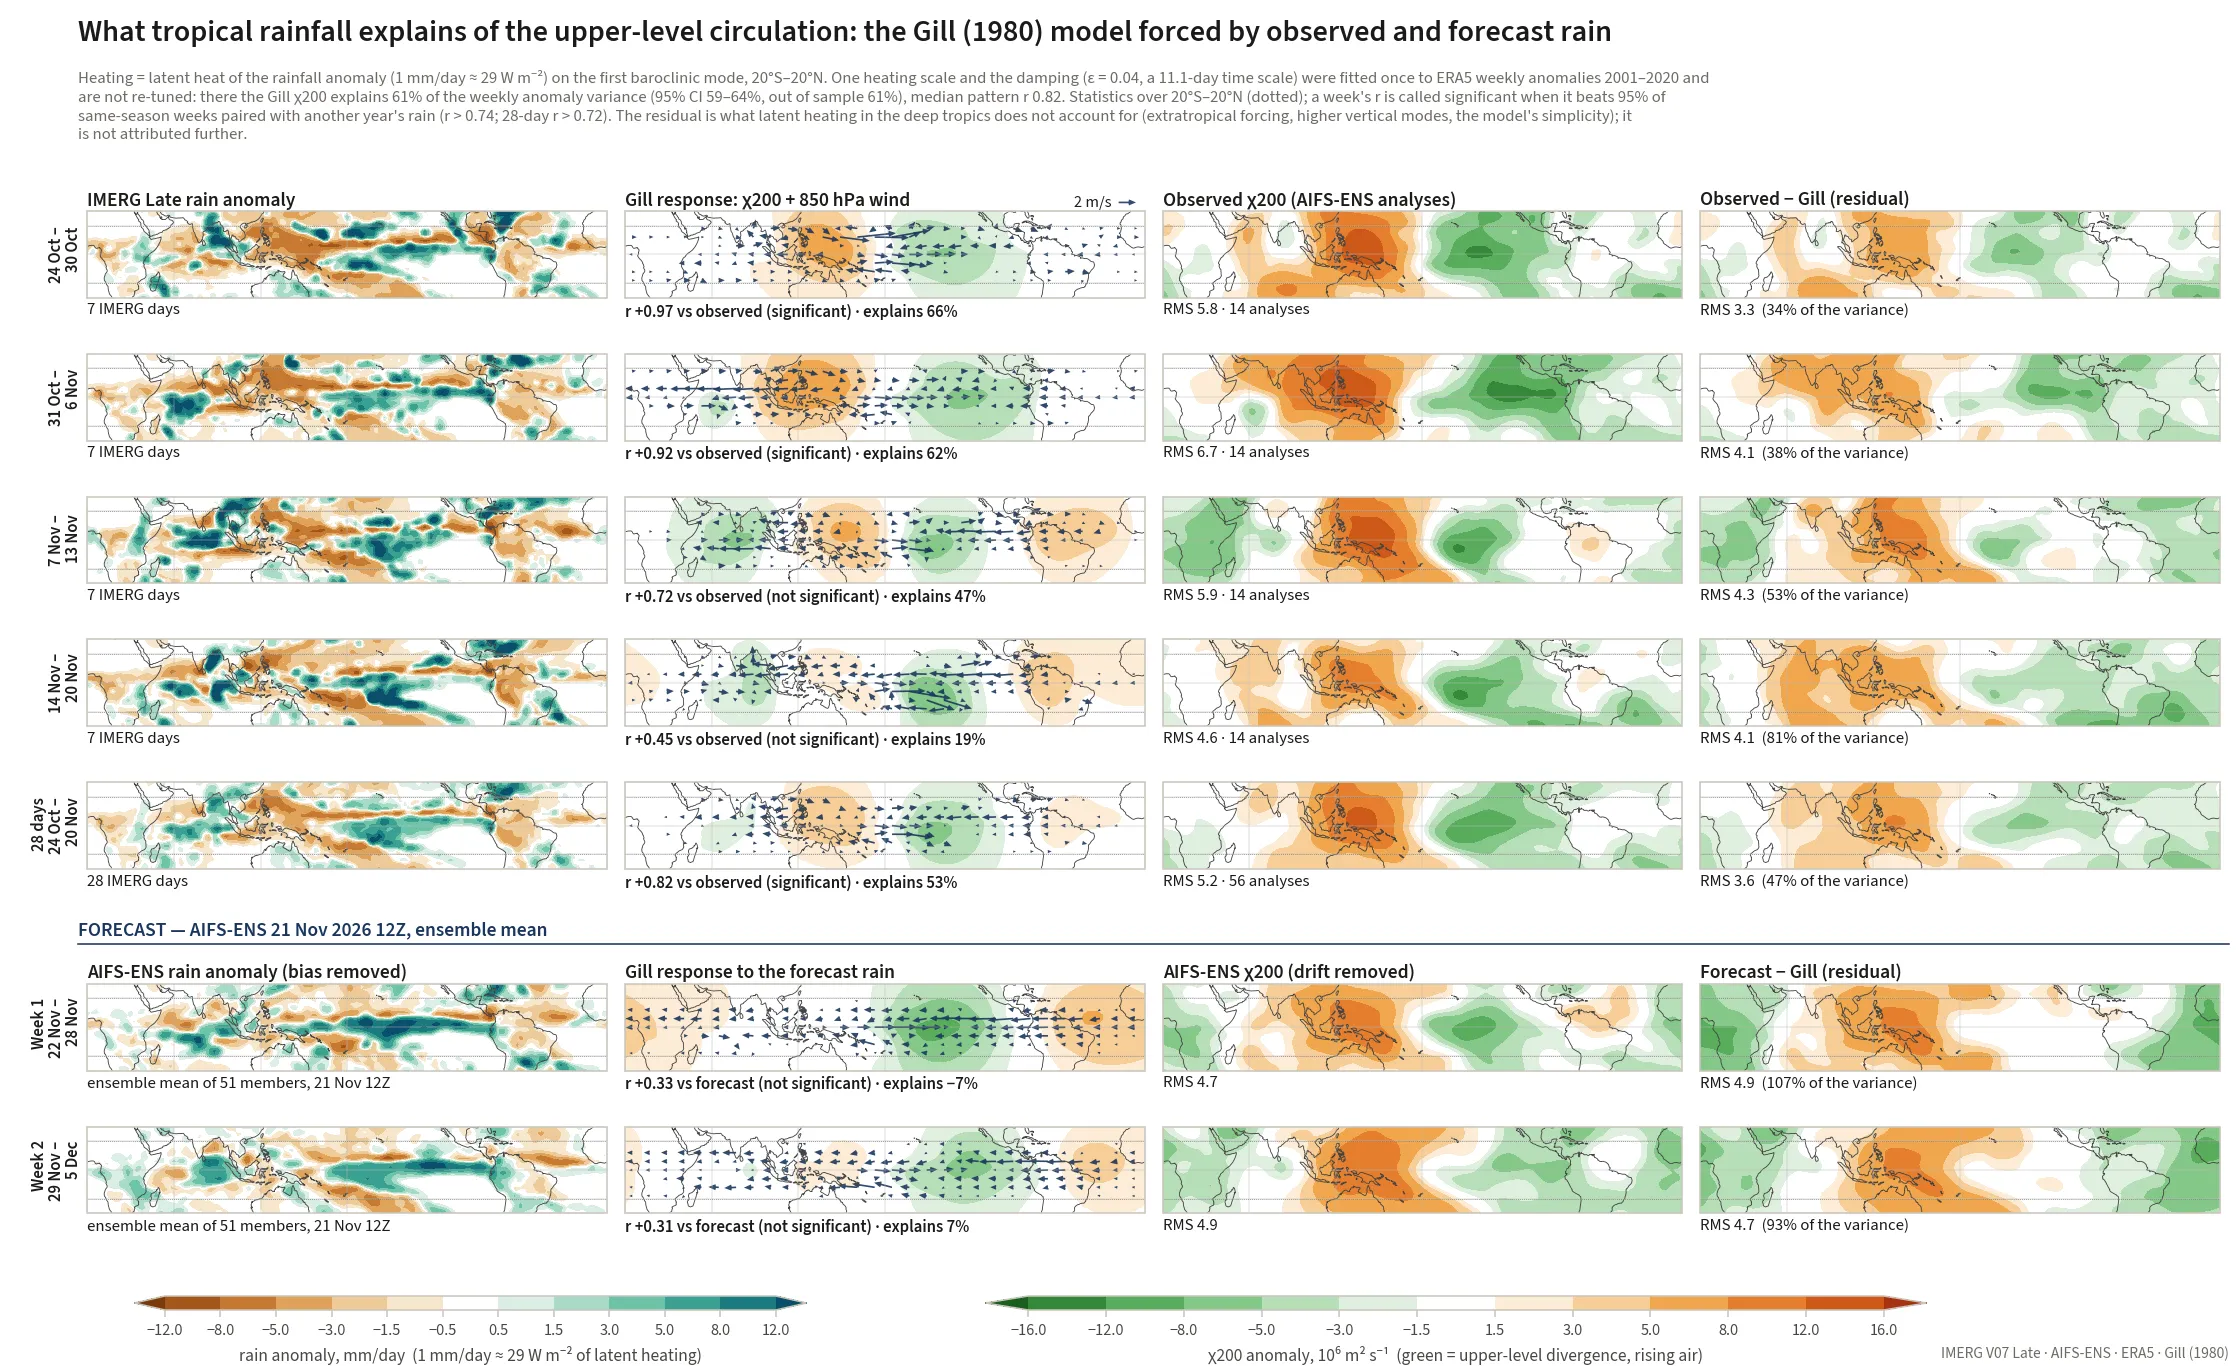 What tropical rainfall explains of the upper-level circulation: the Gill (1980) model forced by observed and forecast rain
Heating = latent heat of the rainfall anomaly (1 mm/day ≈ 29 W m⁻²) on the first baroclinic mode, 20°S–20°N. One heating scale and the damping (ε = 0.04, a 11.1-day time scale) were fitted once to ERA5 weekly anomalies 2001–2020 and
are not re-tuned: there the Gill χ200 explains 61% of the weekly anomaly variance (95% CI 59–64%, out of sample 61%), median pattern r 0.82. Statistics over 20°S–20°N (dotted); a week's r is called significant when it beats 95% of
same-season weeks paired with another year's rain (r > 0.74; 28-day r > 0.72). The residual is what latent heating in the deep tropics does not account for (extratropical forcing, higher vertical modes, the model's simplicity); it
is not attributed further.
IMERG Late rain anomaly
Gill response: χ200 + 850 hPa wind
2 m/s
Observed χ200 (AIFS-ENS analyses)
Observed − Gill (residual)
24 Oct –
30 Oct
7 IMERG days
r +0.97 vs observed (significant) · explains 66%
RMS 5.8 · 14 analyses
RMS 3.3 (34% of the variance)
31 Oct –
6 Nov
7 IMERG days
r +0.92 vs observed (significant) · explains 62%
RMS 6.7 · 14 analyses
RMS 4.1 (38% of the variance)
7 Nov –
13 Nov
7 IMERG days
r +0.72 vs observed (not significant) · explains 47%
RMS 5.9 · 14 analyses
RMS 4.3 (53% of the variance)
14 Nov –
20 Nov
7 IMERG days
r +0.45 vs observed (not significant) · explains 19%
RMS 4.6 · 14 analyses
RMS 4.1 (81% of the variance)
28 days
24 Oct –
20 Nov
28 IMERG days
r +0.82 vs observed (significant) · explains 53%
RMS 5.2 · 56 analyses
RMS 3.6 (47% of the variance)
FORECAST — AIFS-ENS 21 Nov 2026 12Z, ensemble mean
AIFS-ENS rain anomaly (bias removed)
Gill response to the forecast rain
AIFS-ENS χ200 (drift removed)
Forecast − Gill (residual)
Week 1
22 Nov –
28 Nov
ensemble mean of 51 members, 21 Nov 12Z
r +0.33 vs forecast (not significant) · explains −7%
RMS 4.7
RMS 4.9 (107% of the variance)
Week 2
29 Nov –
5 Dec
ensemble mean of 51 members, 21 Nov 12Z
r +0.31 vs forecast (not significant) · explains 7%
RMS 4.9
RMS 4.7 (93% of the variance)
−12.0 −8.0 −5.0 −3.0 −1.5 −0.5 0.5 1.5 3.0 5.0 8.0 12.0
rain anomaly, mm/day (1 mm/day ≈ 29 W m⁻² of latent heating)
−16.0 −12.0 −8.0 −5.0 −3.0 −1.5 1.5 3.0 5.0 8.0 12.0 16.0
χ200 anomaly, 10⁶ m² s⁻¹ (green = upper-level divergence, rising air)
IMERG V07 Late · AIFS-ENS · ERA5 · Gill (1980)